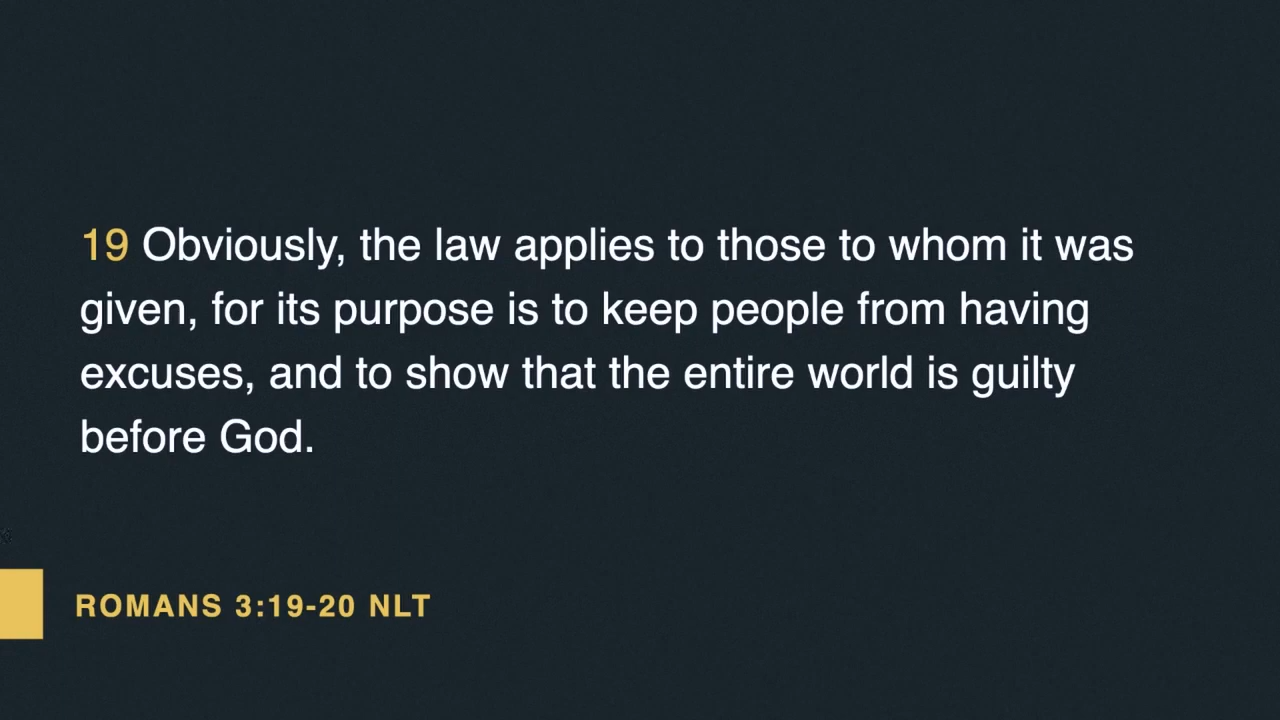 19 Obviously, the law applies to those to whom it was
given, for its purpose is to keep people from having
excuses, and to show that the entire world is guilty
before God.
ROMANS 3:19-20 NLT